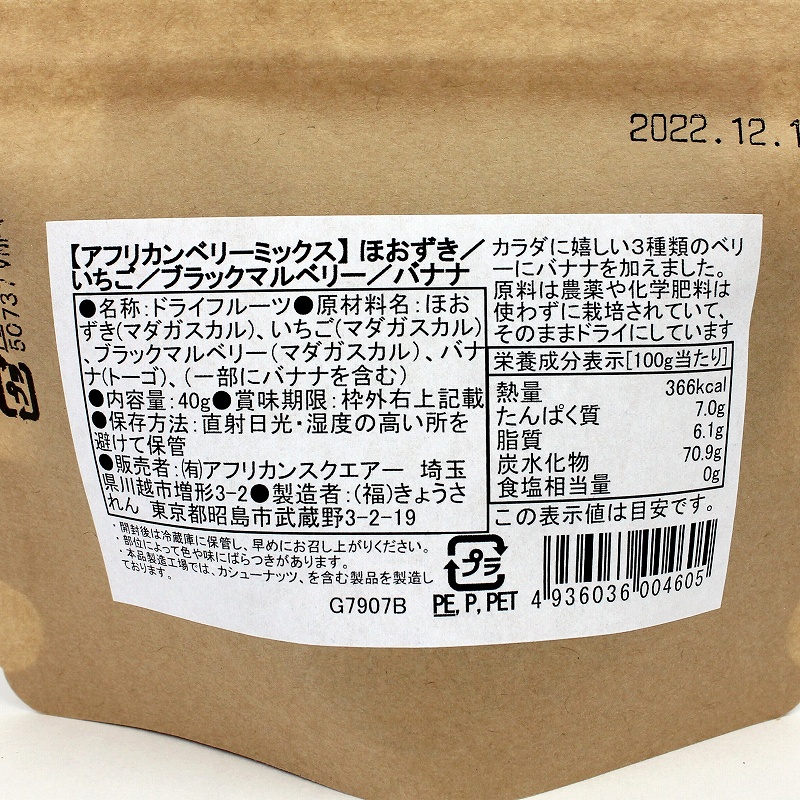 2022.12.1
【アフリカンベリーミックス】ほおずき／
いちご／ブラックマルベリー／バナナ
●名称:ドライフルーツ●原材料名:ほお
ずき(マダガスカル)、いちご(マダガスカル)
、ブラックマルベリー(マダガスカル)、バナ
ナ(トーゴ)、(一部にバナナを含む)
●内容量:40g●賞味期限:枠外右上記載
●保存方法:直射日光・湿度の高い所を
避けて保管
●販売者:(有)アフリカンスクエアー 埼玉
県川越市増形3-2●製造者:(福)きょうさ
れん 東京都昭島市武蔵野3-2-19
・開封後は冷蔵庫に保管し、早めにお召し上がりください。
・部位によって色や味にばらつきがあります。
・本品製造工場では、カシューナッツ、を含む製品を製造し
ております。
G7907B
カラダに嬉しい3種類のベリ
ーにバナナを加えました。
原料は農薬や化学肥料は
使わずに栽培されていて、
そのままドライにしています
栄養成分表示[100g当たり]
熱量 366kcal
たんぱく質 7.0g
脂質 6.1g
炭水化物 70.9g
食塩相当量 0g
この表示値は目安です。
プラ
PE, P, PET
4 936036 004605
プラ